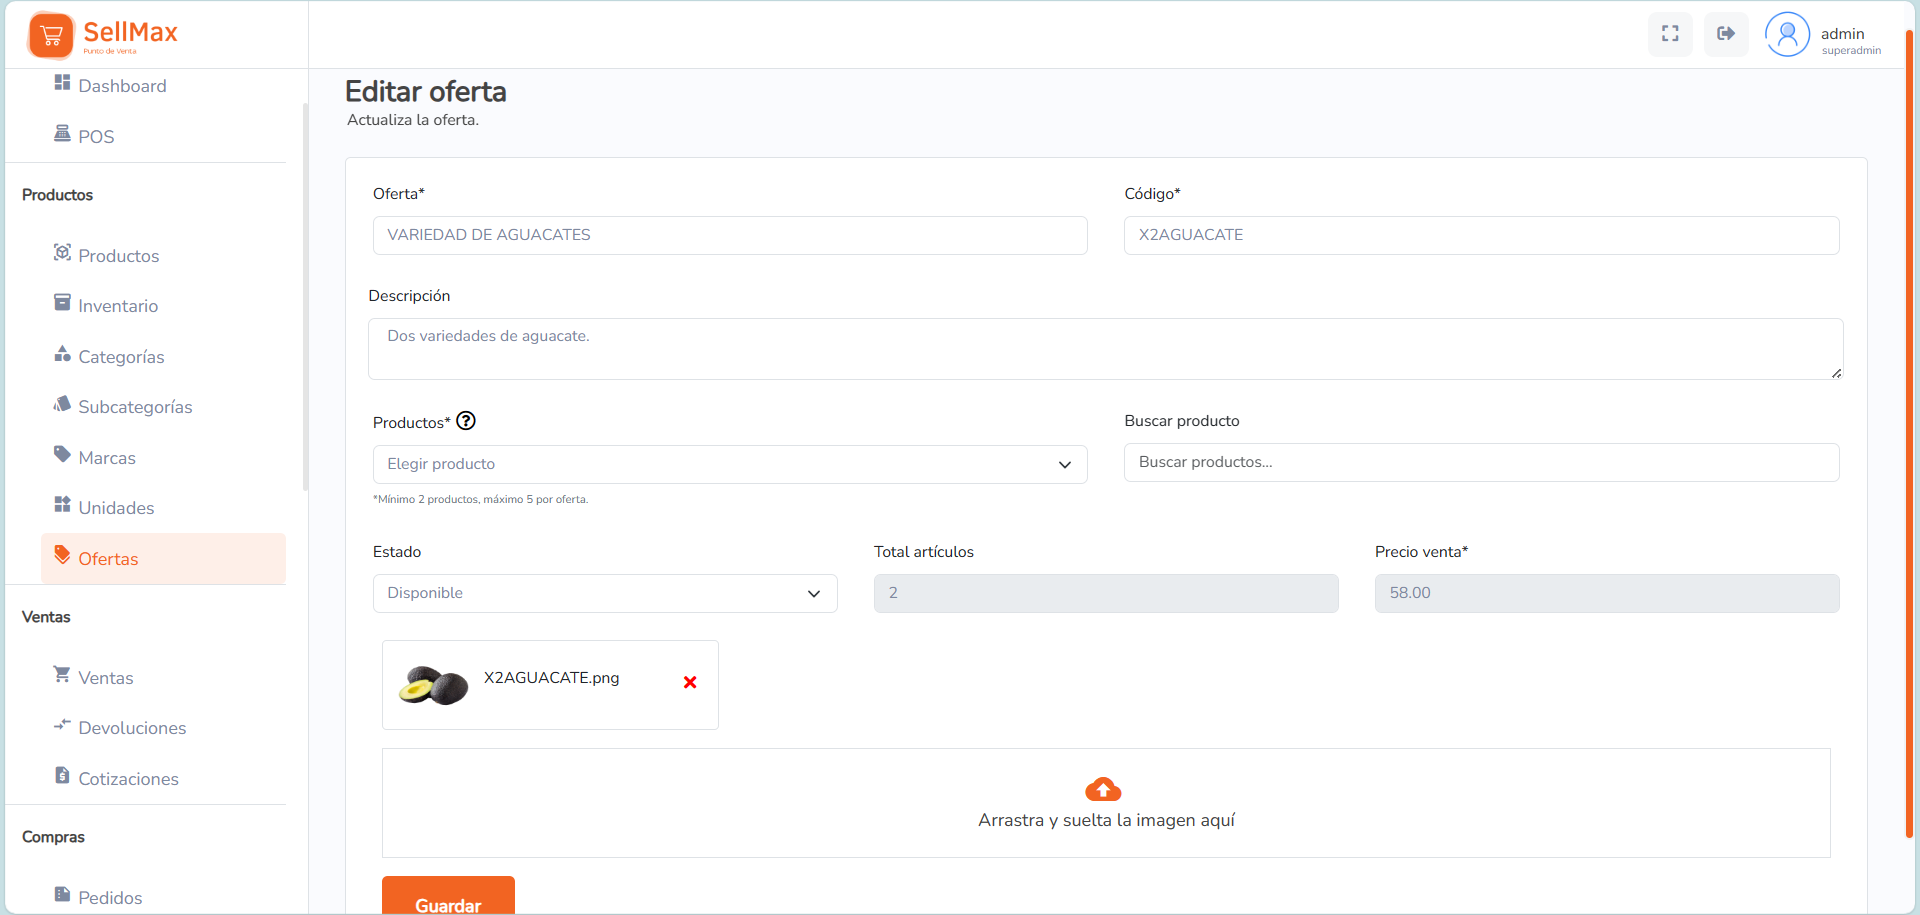 SellMax
Punto de Venta
admin
superadmin
Dashboard
POS
Productos
Productos
Inventario
Categorías
Subcategorías
Marcas
Unidades
Ofertas
Ventas
Ventas
Devoluciones
Cotizaciones
Compras
Pedidos
Editar oferta
Actualiza la oferta.
Oferta*
Código*
VARIEDAD DE AGUACATES
X2AGUACATE
Descripción
Dos variedades de aguacate.
Productos* ?
Buscar producto
Elegir producto
Buscar productos...
*Mínimo 2 productos, máximo 5 por oferta.
Estado
Total artículos
Precio venta*
Disponible
2
58.00
X2AGUACATE.png
Arrastra y suelta la imagen aquí
Guardar